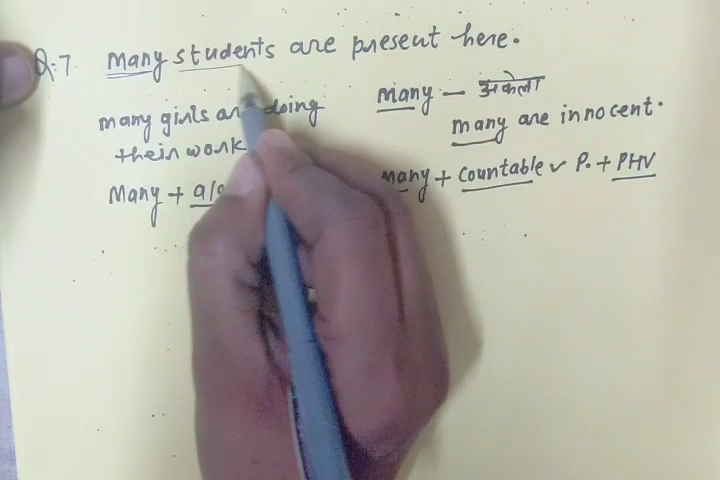 Q.7 many students are present here.
many - अकेला
many girls are doing
many are innocent.
their work
many + countable ✓ P. + PHV
Many + a/a